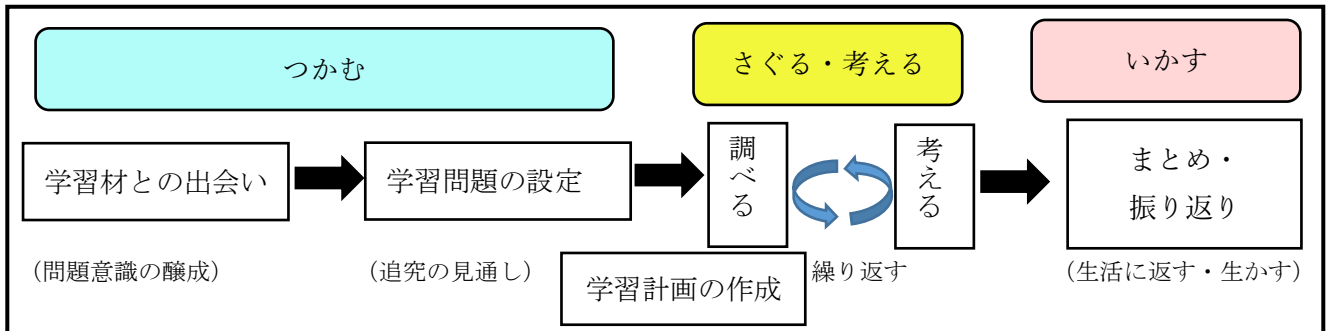 つかむ
さぐる・考える
いかす
学習材との出会い
学習問題の設定
調べる
考える
まとめ・
振り返り
(問題意識の醸成)
(追究の見通し)
学習計画の作成
繰り返す
(生活に返す・生かす)